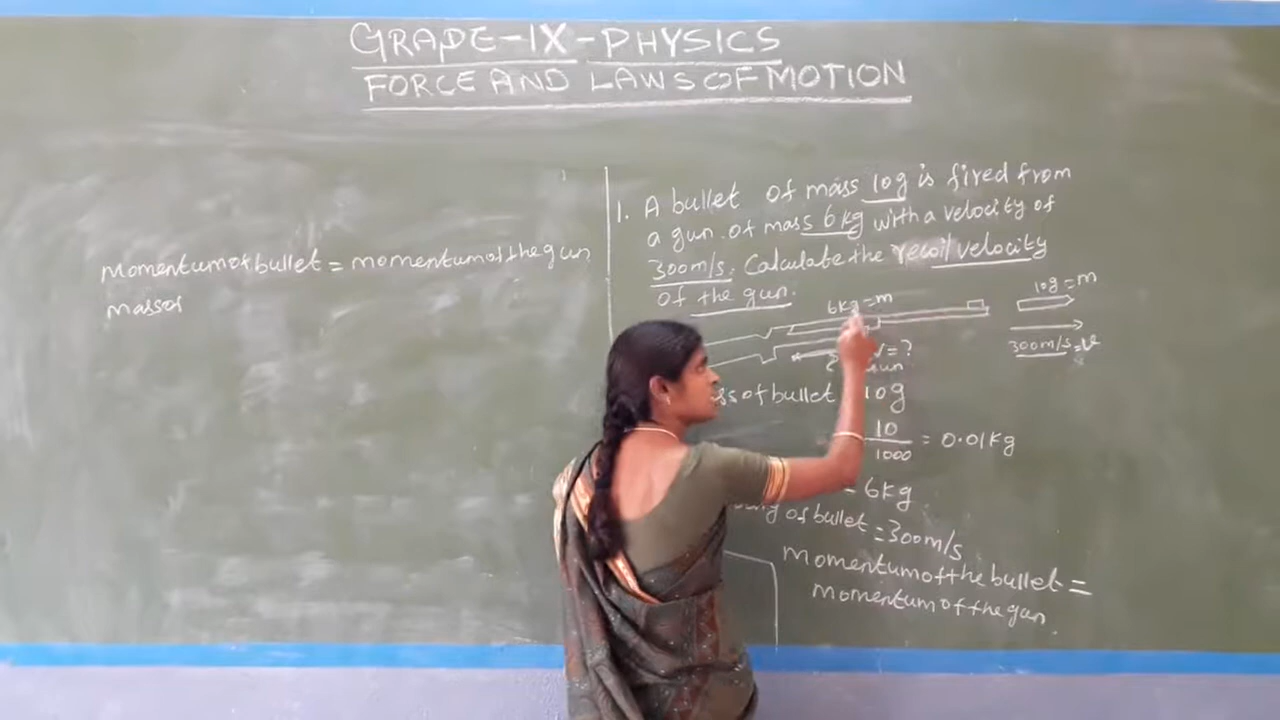 GRADE-IX-PHYSICS
FORCE AND LAWS OF MOTION
Momentum of bullet = momentum of the gun
mass of
1. A bullet of mass 10g is fired from
a gun of mass 6kg with a velocity of
300m/s. Calculate the recoil velocity
of the gun.
6kg = m
10g = m
300m/s = v
v = ?
of bullet 10g
10/1000 = 0.01kg
= 6kg
of bullet = 300m/s
momentum of the bullet =
momentum of the gun.